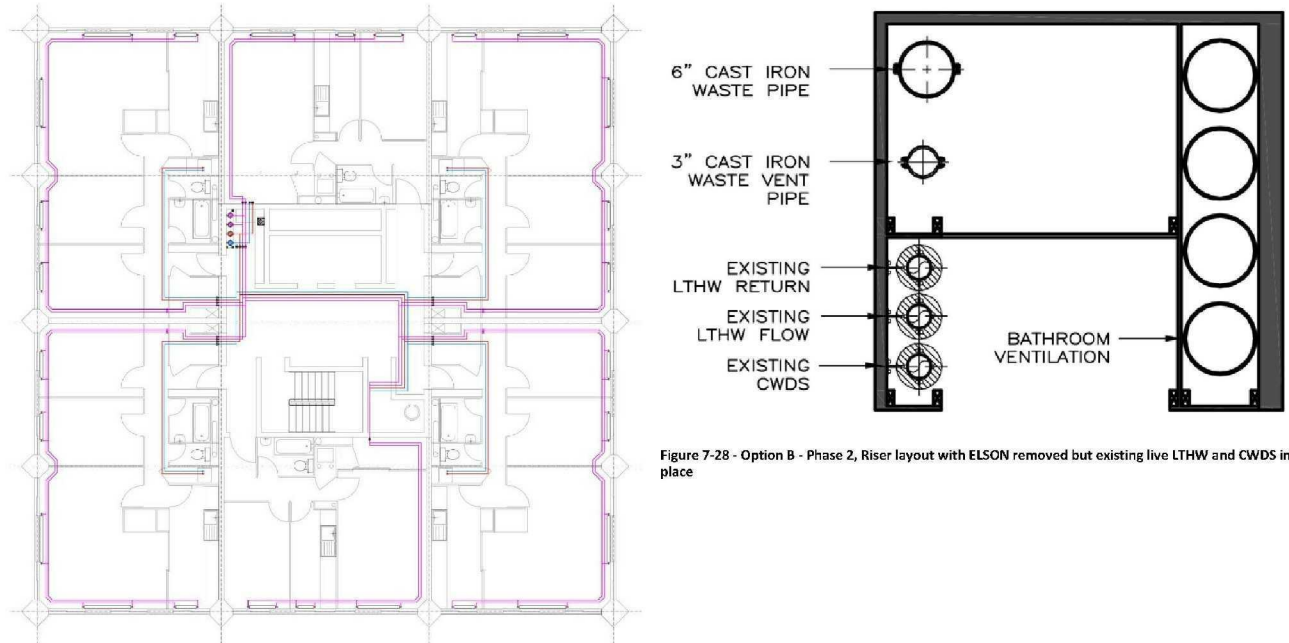 6” CAST IRON
WASTE PIPE
3” CAST IRON
WASTE VENT
PIPE
EXISTING
LTHW RETURN
EXISTING
LTHW FLOW
EXISTING
CWDS
BATHROOM
VENTILATION
Figure 7-28 - Option B - Phase 2, Riser layout with ELSON removed but existing live LTHW and CWDS in
place